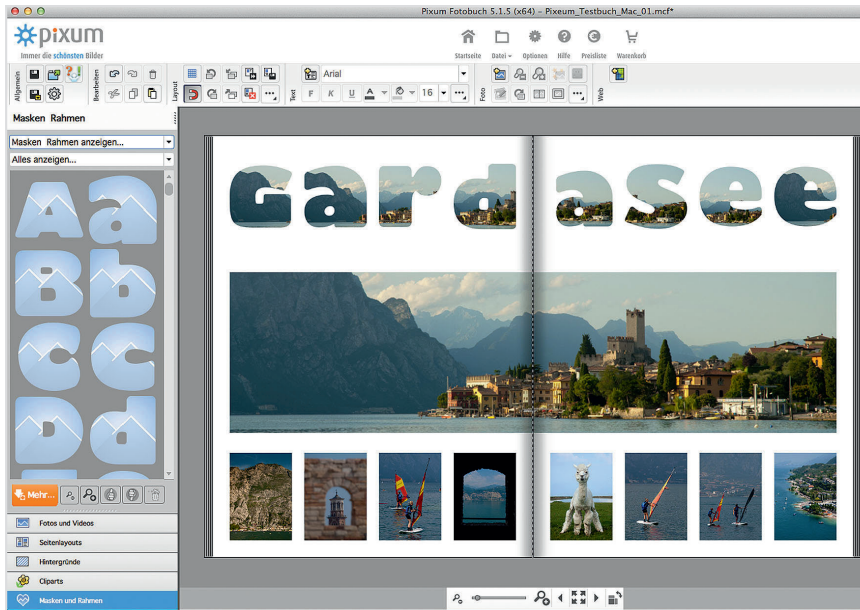 Pixum Fotobuch 5.1.5 (x64) – Pixeum_Testbuch_Mac_01.mcf*
pixum
Immer die schönsten Bilder
Startseite Datei Optionen Hilfe Preisliste Warenkorb
Allgemein
Bearbeiten
Layout
Text
Arial
F K U A 16
Foto
Web
Masken Rahmen
Masken Rahmen anzeigen...
Alles anzeigen...
A a
B b
C c
D d
Mehr...
Fotos und Videos
Seitenlayouts
Hintergründe
Cliparts
Masken und Rahmen
Gardasee